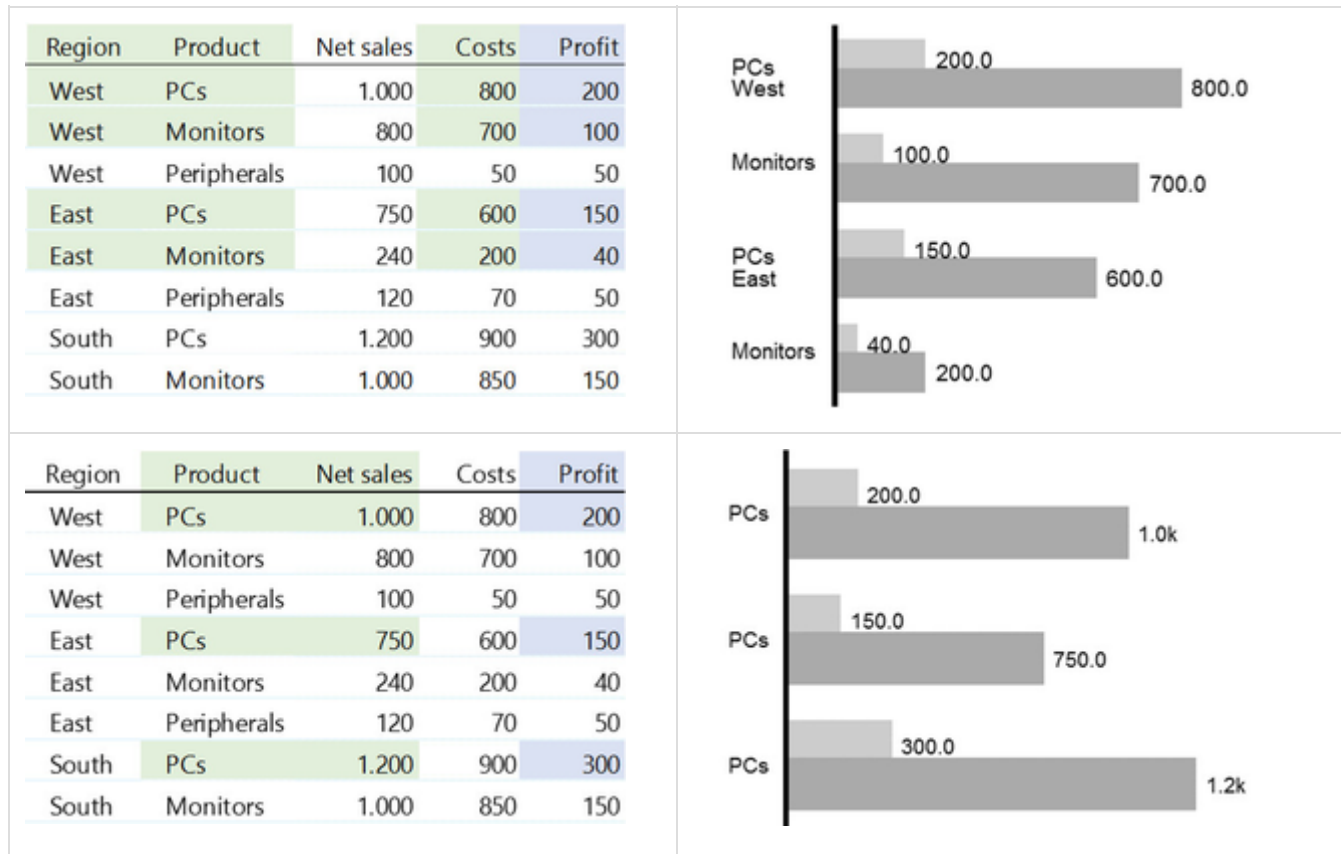 Region Product Net sales Costs Profit
West PCs 1.000 800 200
West Monitors 800 700 100
West Peripherals 100 50 50
East PCs 750 600 150
East Monitors 240 200 40
East Peripherals 120 70 50
South PCs 1.200 900 300
South Monitors 1.000 850 150
PCs
West
200.0
800.0
Monitors
100.0
700.0
PCs
East
150.0
600.0
Monitors
40.0
200.0
Region Product Net sales Costs Profit
West PCs 1.000 800 200
West Monitors 800 700 100
West Peripherals 100 50 50
East PCs 750 600 150
East Monitors 240 200 40
East Peripherals 120 70 50
South PCs 1.200 900 300
South Monitors 1.000 850 150
PCs
200.0
1.0k
PCs
150.0
750.0
PCs
300.0
1.2k